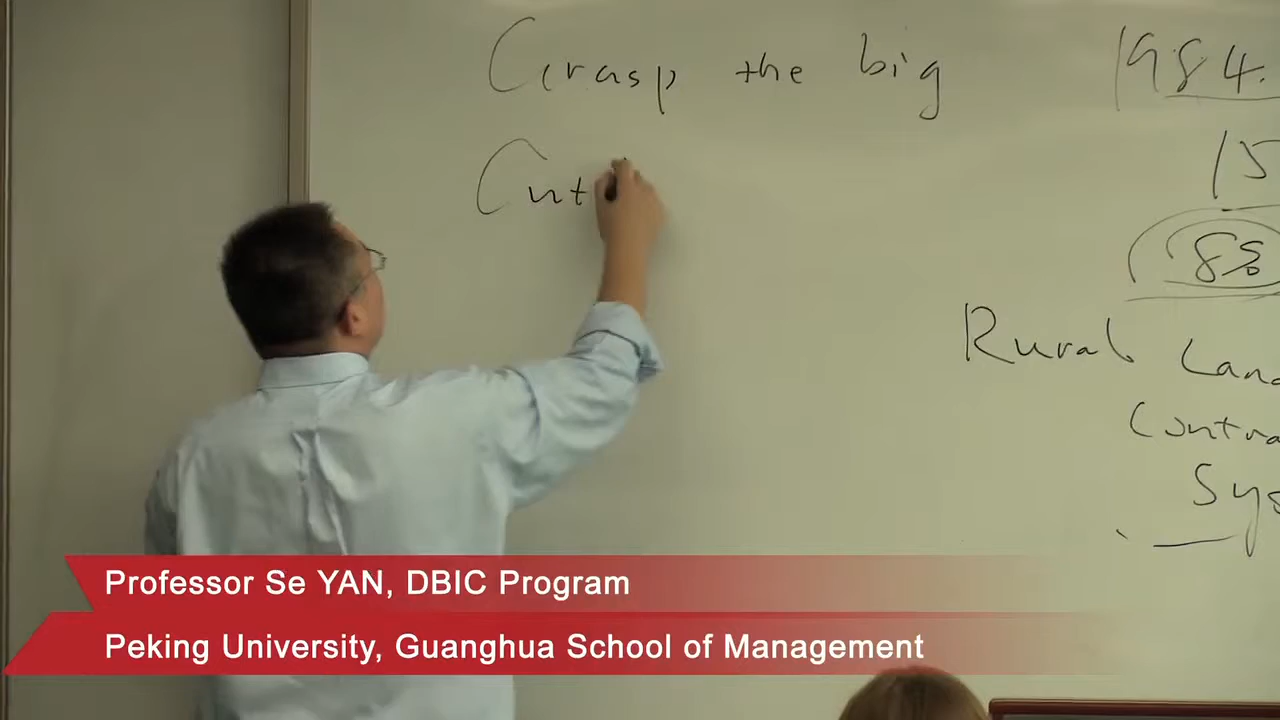 Grasp the big
Cut
1984.
15
85
Rural Land
Contra
Sys
Professor Se YAN, DBIC Program
Peking University, Guanghua School of Management